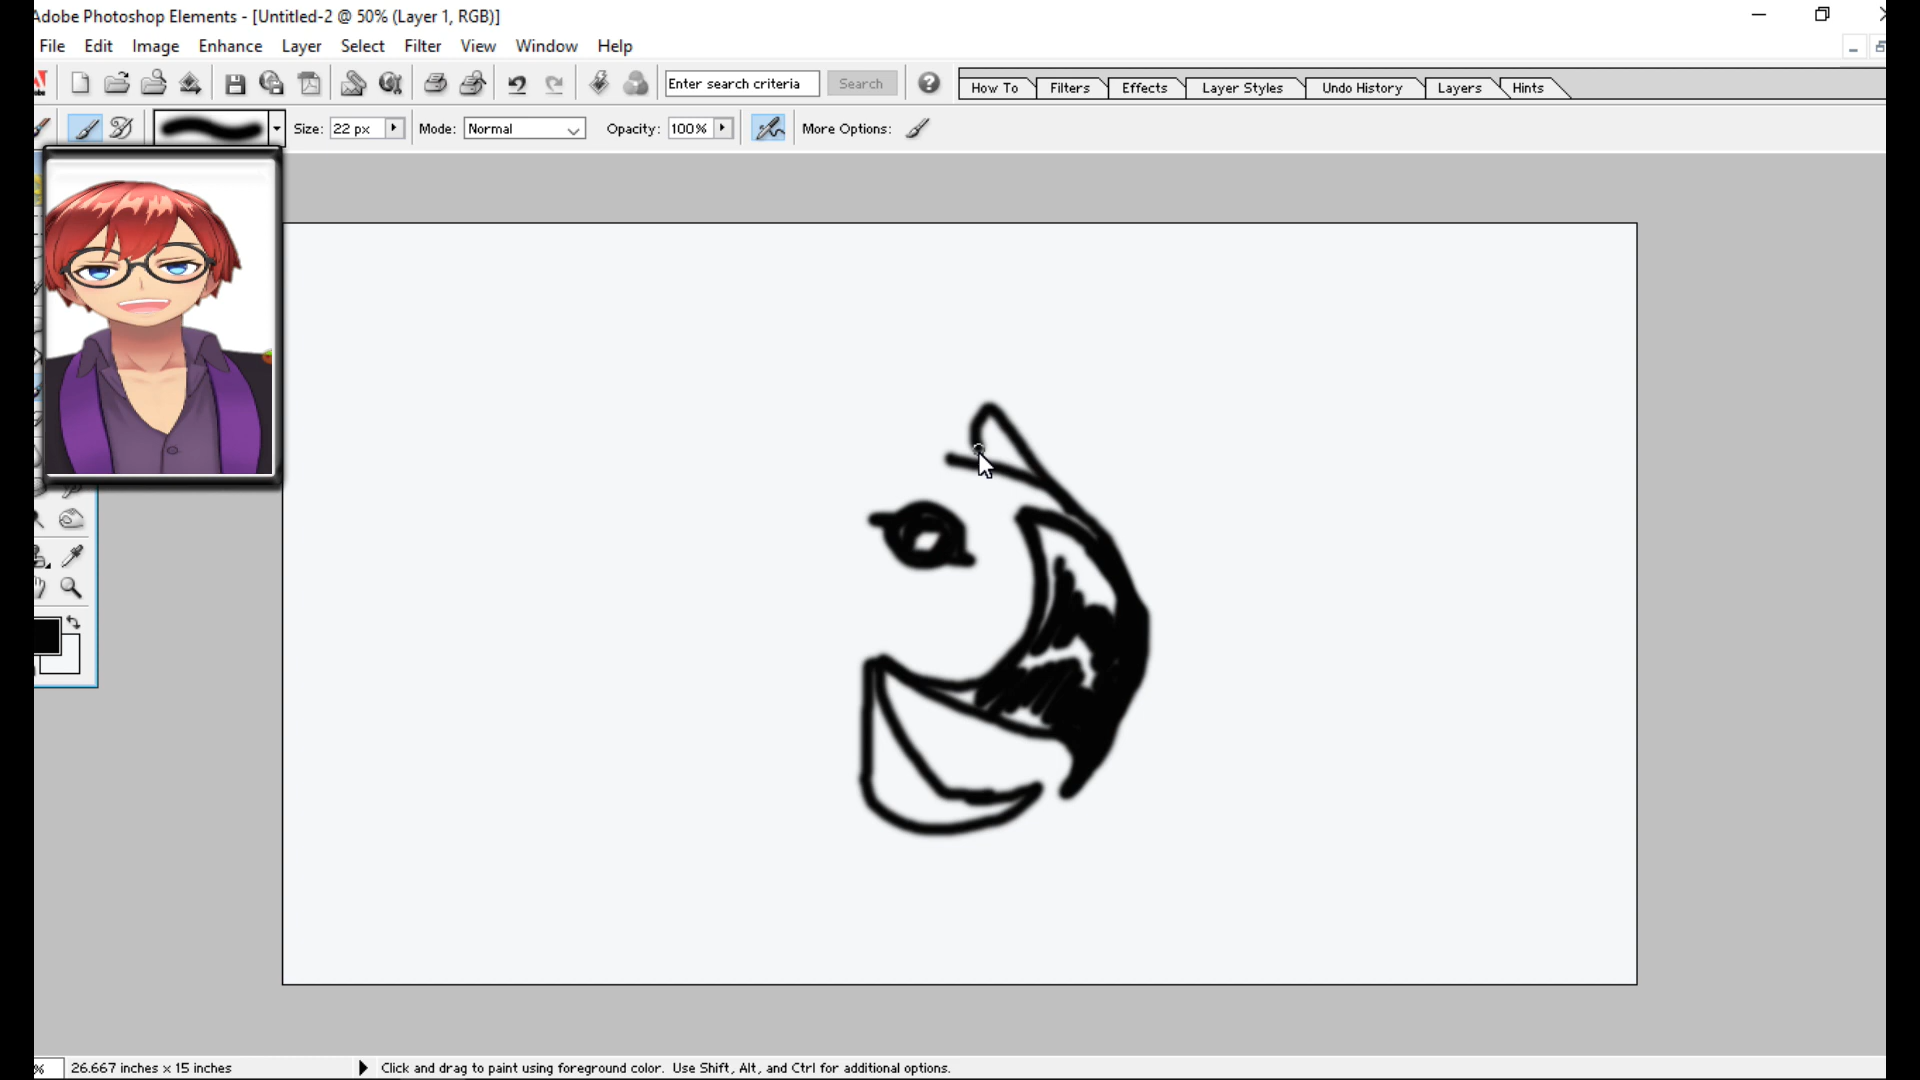 Adobe Photoshop Elements - [Untitled-2 @ 50% (Layer 1, RGB)]
File Edit Image Enhance Layer Select Filter View Window Help
Enter search criteria Search How To Filters Effects Layer Styles Undo History Layers Hints
Size: 22 px Mode: Normal Opacity: 100% More Options:
% 26.667 inches x 15 inches Click and drag to paint using foreground color. Use Shift, Alt, and Ctrl for additional options.